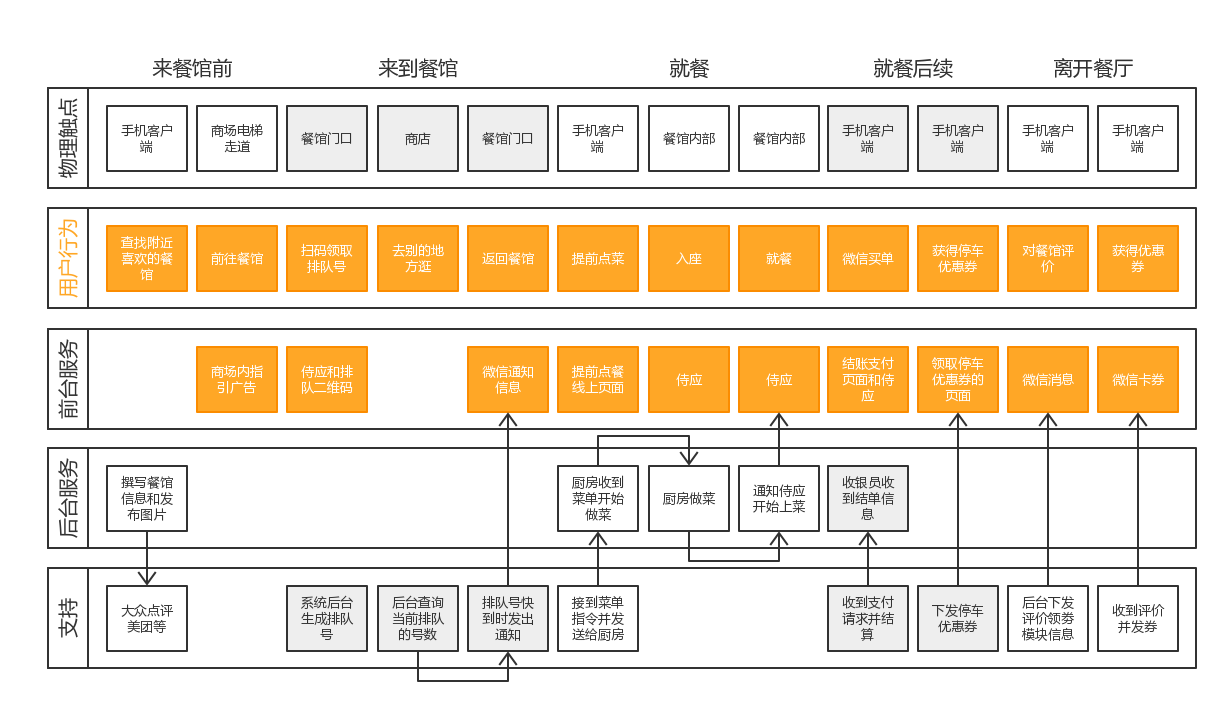 来餐馆前
来到餐馆
就餐
就餐后续
离开餐厅
物理触点
手机客户
端
商场电梯
走道
餐馆门口
商店
餐馆门口
手机客户
端
餐馆内部
餐馆内部
手机客户
端
手机客户
端
手机客户
端
手机客户
端
用户行为
查找附近
喜欢的餐
馆
前往餐馆
扫码领取
排队号
去别的地
方逛
返回餐馆
提前点菜
入座
就餐
微信买单
获得停车
优惠券
对餐馆评
价
获得优惠
券
前台服务
商场内指
引广告
侍应和排
队二维码
微信通知
信息
提前点餐
线上页面
侍应
侍应
结账支付
页面和侍
应
领取停车
优惠券的
页面
微信消息
微信卡券
后台服务
撰写餐馆
信息和发
布图片
厨房收到
菜单开始
做菜
厨房做菜
通知侍应
开始上菜
收银员收
到结单信
息
支持
大众点评
美团等
系统后台
生成排队
号
后台查询
当前排队
的号数
排队号快
到时发出
通知
接到菜单
指令并发
送给厨房
收到支付
请求并结
算
下发停车
优惠券
后台下发
评价领劵
模块信息
收到评价
并发券